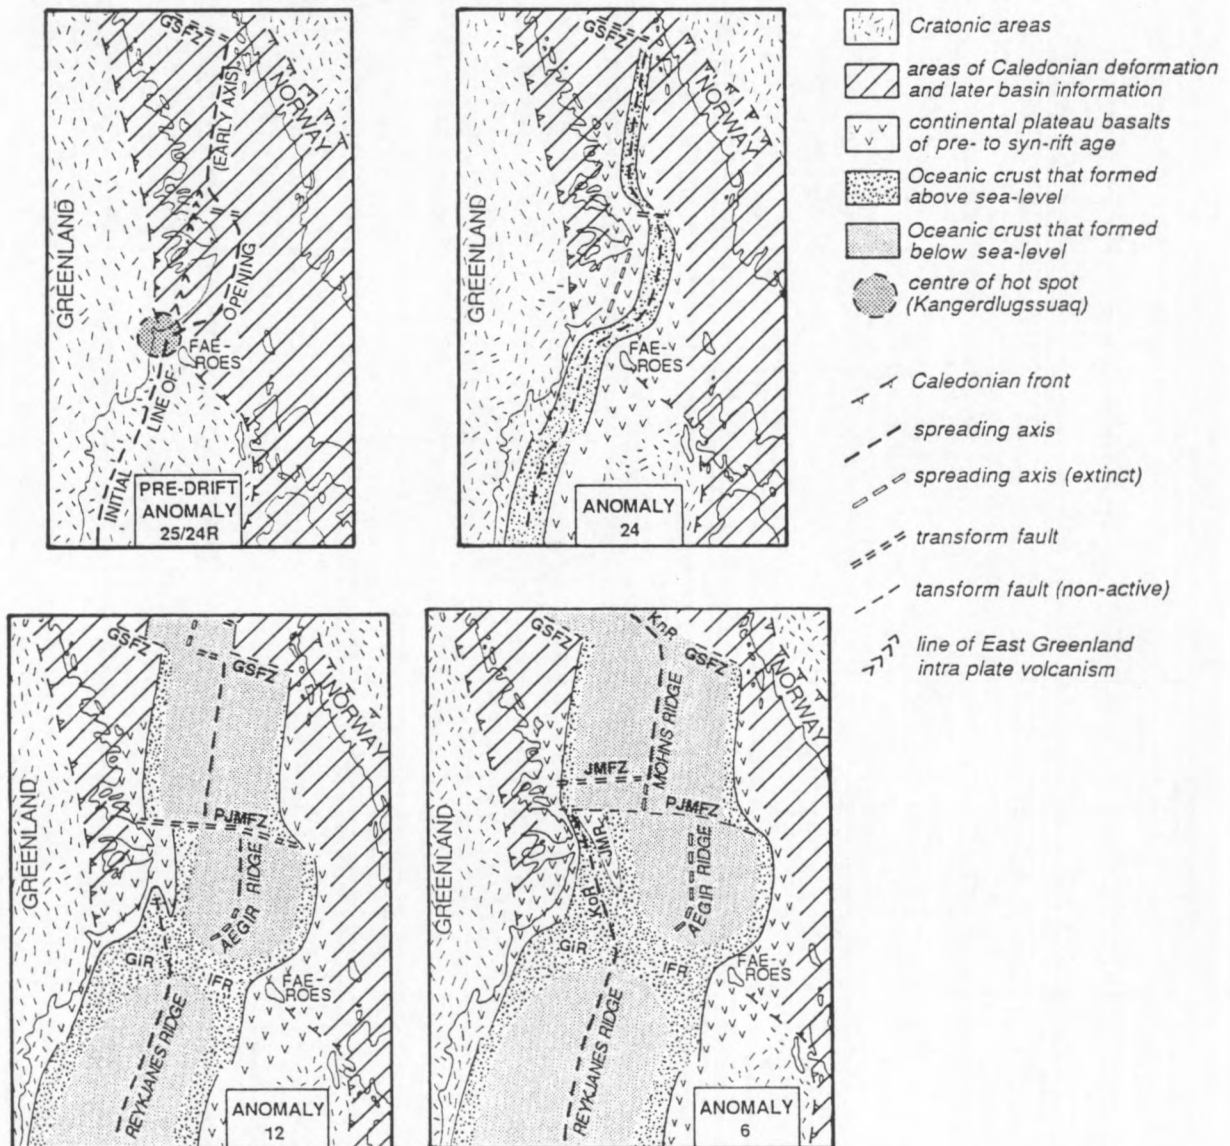 GSFZ
(EARLY AXIS)
NORWAY
GREENLAND
OPENING
FAE-
ROES
LINE OF
INITIAL
PRE-DRIFT
ANOMALY
25/24R
GSFZ
NORWAY
GREENLAND
FAE-
ROES
ANOMALY
24
Cratonic areas
areas of Caledonian deformation
and later basin information
continental plateau basalts
of pre- to syn-rift age
Oceanic crust that formed
above sea-level
Oceanic crust that formed
below sea-level
centre of hot spot
(Kangerdlugssuaq)
Caledonian front
spreading axis
spreading axis (extinct)
transform fault
tansform fault (non-active)
line of East Greenland
intra plate volcanism
GSFZ
GSFZ
NORWAY
GREENLAND
PJMFZ
AEGIR RIDGE
GIR
IFR
FAE-
ROES
REYKJANES RIDGE
ANOMALY
12
GSFZ
KnR
GSFZ
NORWAY
MOHNS RIDGE
JMFZ
PJMFZ
GREENLAND
JMR
KoR
AEGIR RIDGE
GIR
IFR
FAE-
ROES
REYKJANES RIDGE
ANOMALY
6